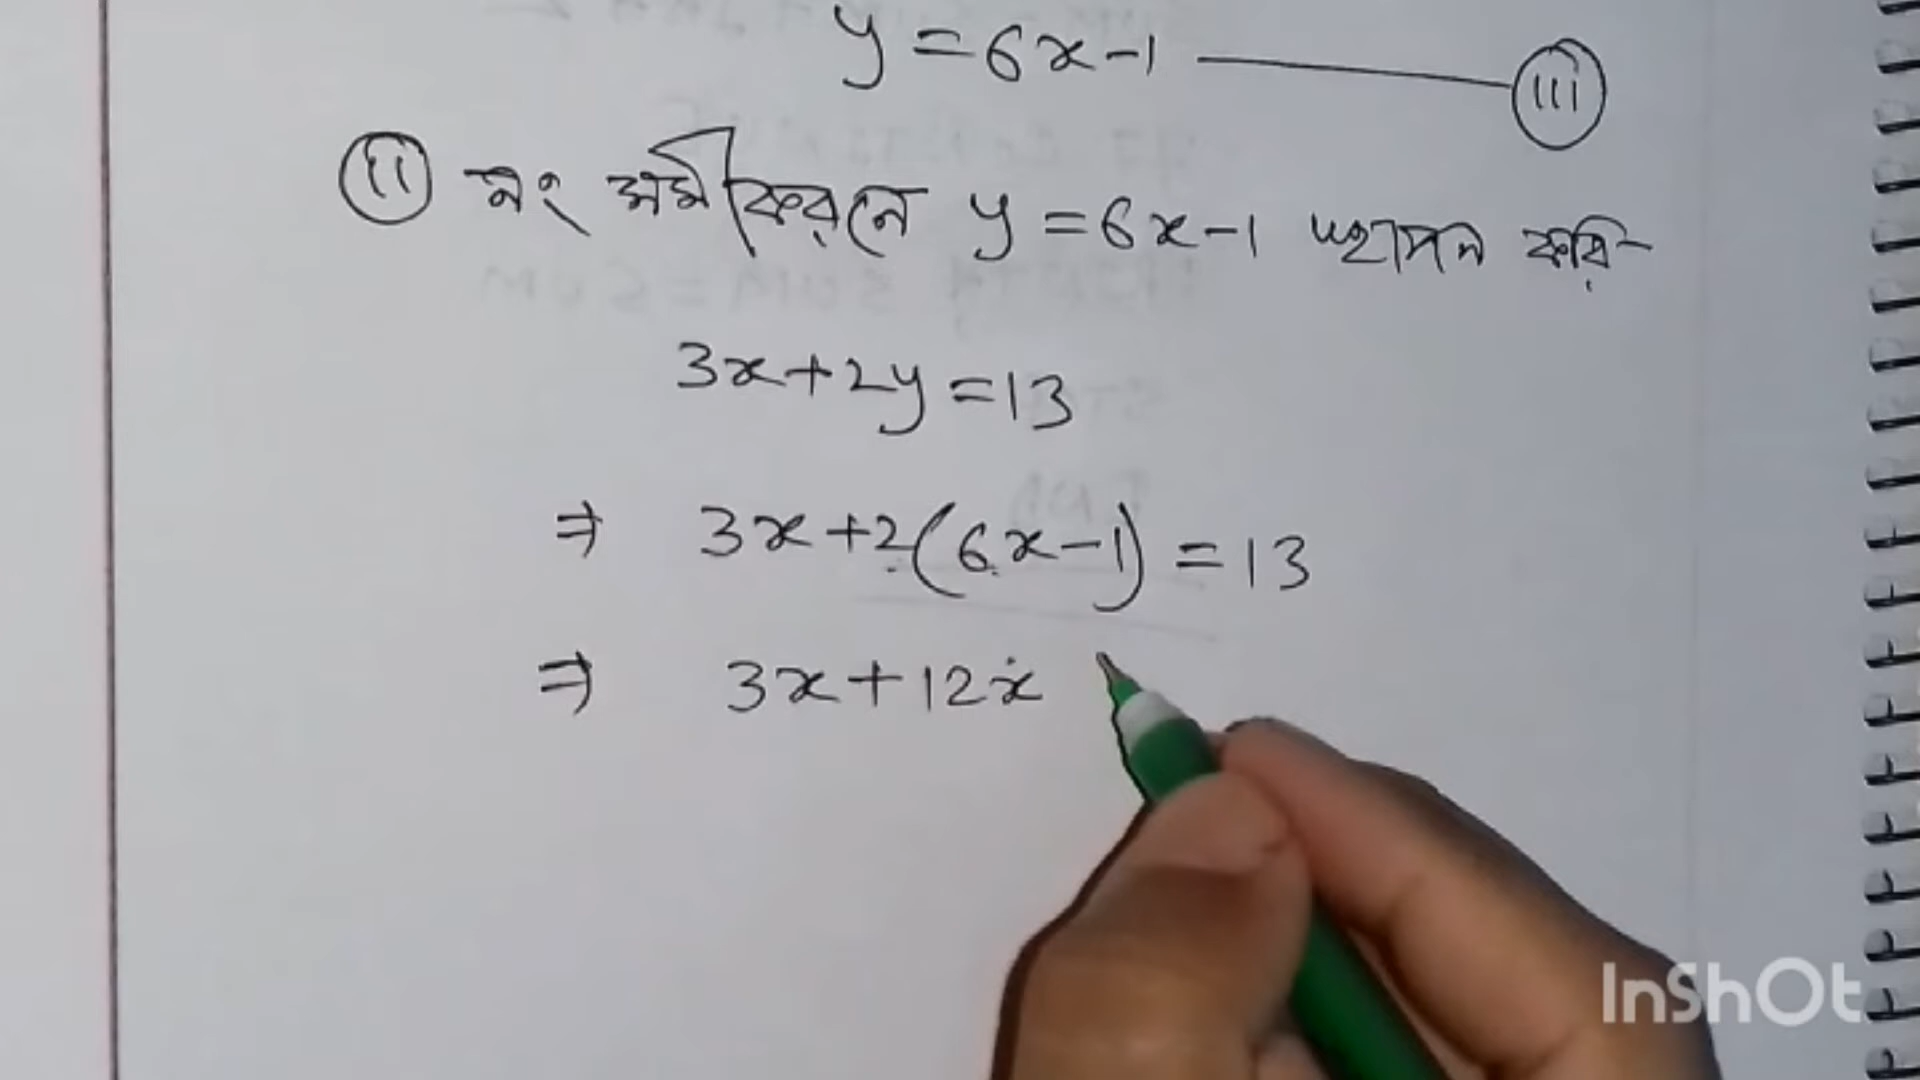 y = 6x-1 (iii)
(ii) নং সমীকরনে y = 6x-1 স্থাপন করি-
3x+2y = 13
⇒ 3x+2(6x-1) = 13
⇒ 3x+12x
InShOt